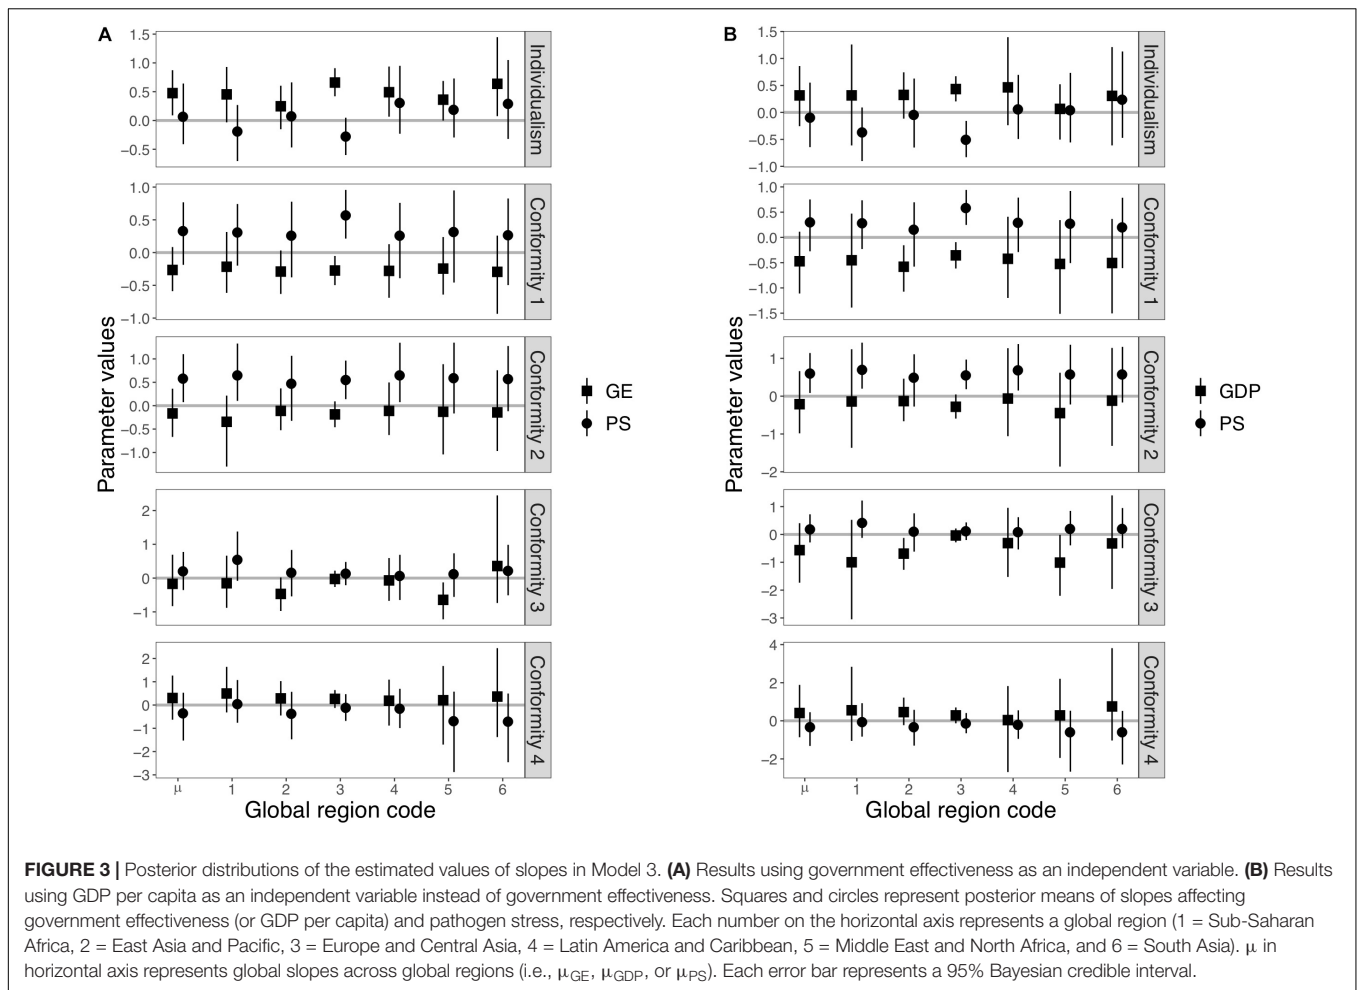 A
Parameter values
1.5
1.0
0.5
0.0
−0.5
Individualism
1.0
0.5
0.0
−0.5
−1.0
Conformity 1
1.0
0.5
0.0
−0.5
−1.0
Conformity 2
2
1
0
−1
Conformity 3
2
1
0
−1
−2
−3
Conformity 4
μ 1 2 3 4 5 6
Global region code
GE
PS
B
Parameter values
1.5
1.0
0.5
0.0
−0.5
−1.0
Individualism
1.0
0.5
0.0
−0.5
−1.0
−1.5
Conformity 1
1
0
−1
−2
Conformity 2
1
0
−1
−2
−3
Conformity 3
4
2
0
−2
Conformity 4
μ 1 2 3 4 5 6
Global region code
GDP
PS
FIGURE 3 | Posterior distributions of the estimated values of slopes in Model 3. (A) Results using government effectiveness as an independent variable. (B) Results
using GDP per capita as an independent variable instead of government effectiveness. Squares and circles represent posterior means of slopes affecting
government effectiveness (or GDP per capita) and pathogen stress, respectively. Each number on the horizontal axis represents a global region (1 = Sub-Saharan
Africa, 2 = East Asia and Pacific, 3 = Europe and Central Asia, 4 = Latin America and Caribbean, 5 = Middle East and North Africa, and 6 = South Asia). μ in
horizontal axis represents global slopes across global regions (i.e., μGE, μGDP, or μPS). Each error bar represents a 95% Bayesian credible interval.